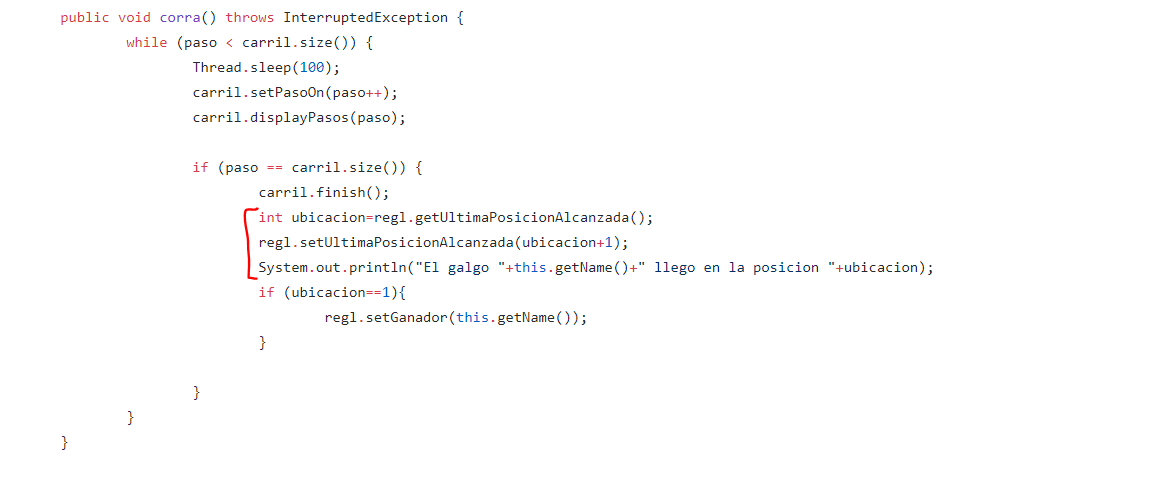 public void corra() throws InterruptedException {
while (paso < carril.size()) {
Thread.sleep(100);
carril.setPasoOn(paso++);
carril.displayPasos(paso);
if (paso == carril.size()) {
carril.finish();
int ubicacion=regl.getUltimaPosicionAlcanzada();
regl.setUltimaPosicionAlcanzada(ubicacion+1);
System.out.println("El galgo "+this.getName()+" llego en la posicion "+ubicacion);
if (ubicacion==1){
regl.setGanador(this.getName());
}
}
}
}